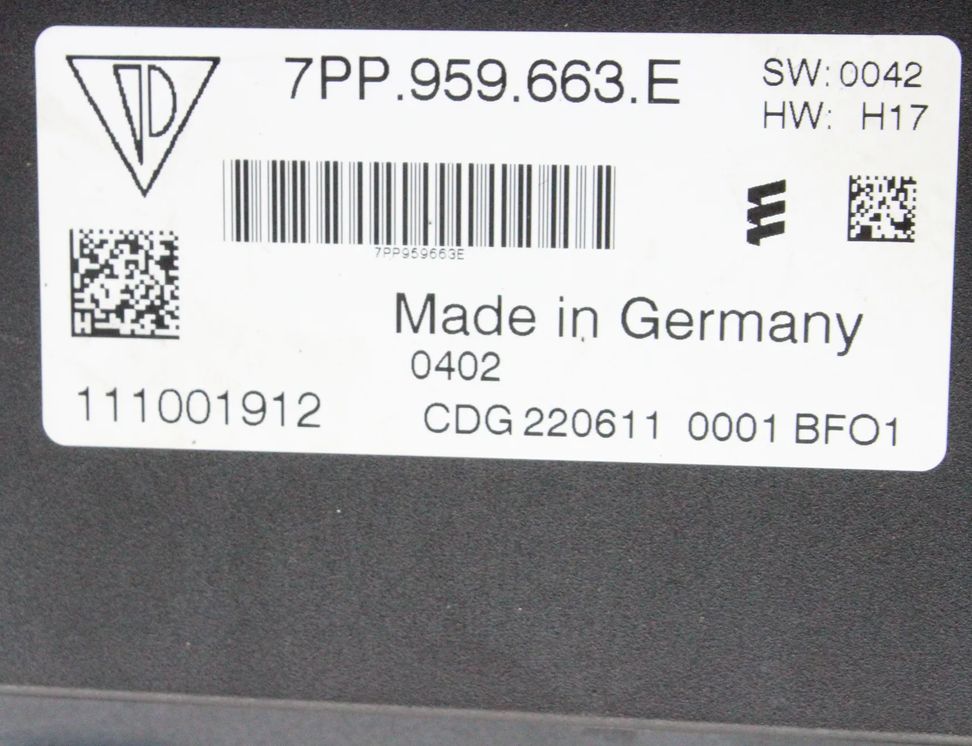 7PP.959.663.E
SW:0042
HW: H17
7PP959663E
Made in Germany
0402
111001912
CDG 220611 0001 BFO1